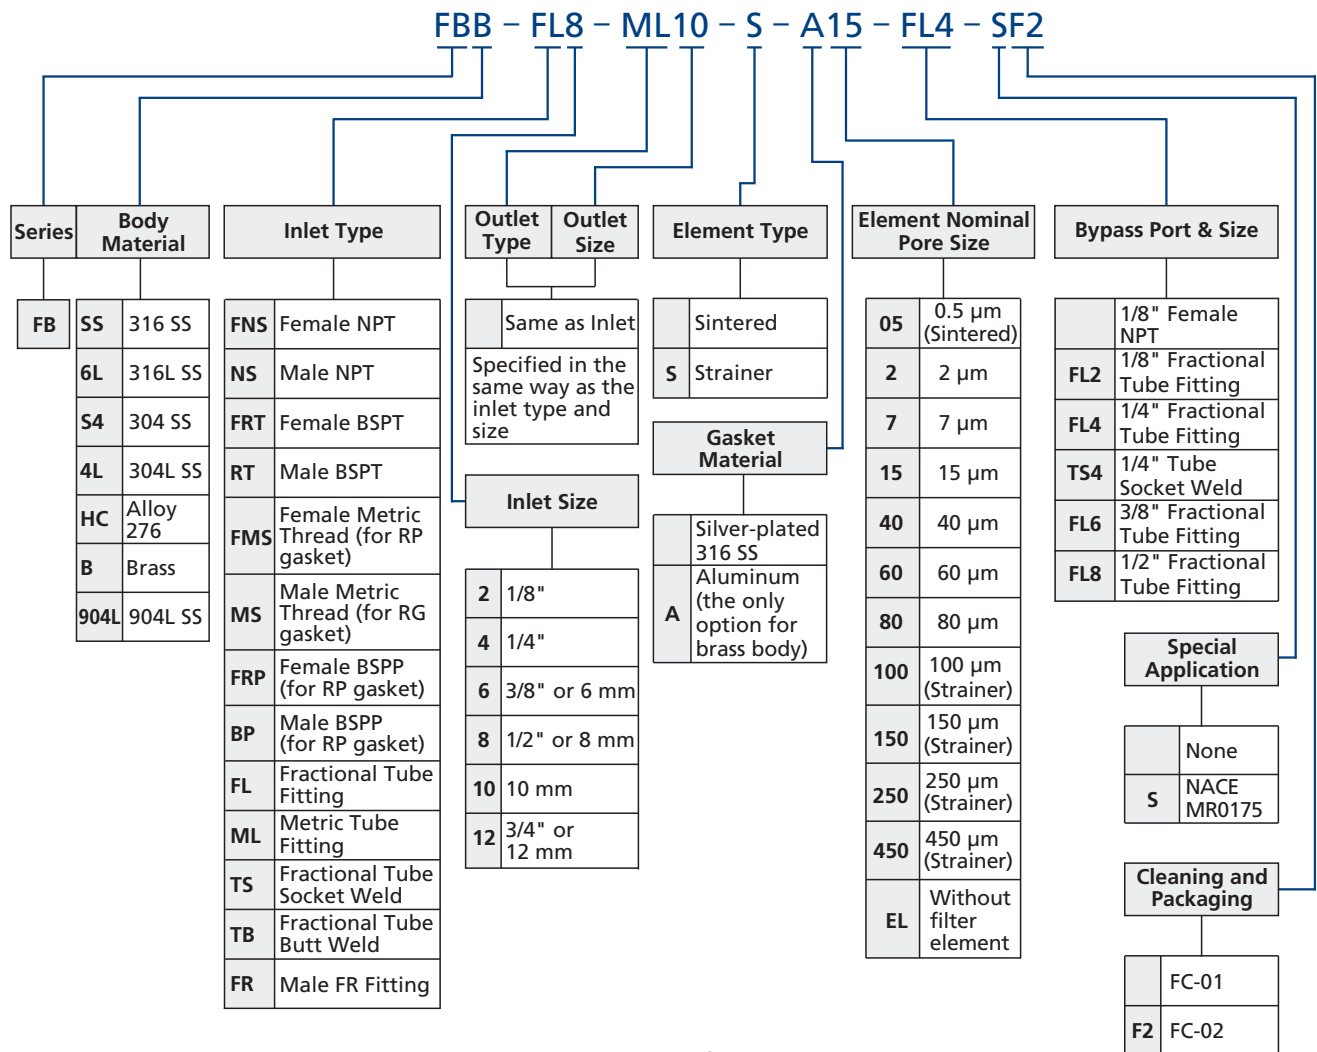 FBB – FL8 – ML10 – S – A15 – FL4 – SF2
Series
Body
Material
Inlet Type
Outlet
Type
Outlet
Size
Element Type
Element Nominal
Pore Size
Bypass Port & Size
FB
SS 316 SS
6L 316L SS
S4 304 SS
4L 304L SS
HC Alloy
276
B Brass
904L 904L SS
FNS Female NPT
NS Male NPT
FRT Female BSPT
RT Male BSPT
FMS Female Metric
Thread (for RP
gasket)
MS Male Metric
Thread (for RG
gasket)
FRP Female BSPP
(for RP gasket)
BP Male BSPP
(for RP gasket)
FL Fractional Tube
Fitting
ML Metric Tube
Fitting
TS Fractional Tube
Socket Weld
TB Fractional Tube
Butt Weld
FR Male FR Fitting
Same as Inlet
Specified in the
same way as the
inlet type and
size
Inlet Size
2 1/8"
4 1/4"
6 3/8" or 6 mm
8 1/2" or 8 mm
10 10 mm
12 3/4" or
12 mm
Sintered
S Strainer
Gasket
Material
Silver-plated
316 SS
A Aluminum
(the only
option for
brass body)
05 0.5 μm
(Sintered)
2 2 μm
7 7 μm
15 15 μm
40 40 μm
60 60 μm
80 80 μm
100 100 μm
(Strainer)
150 150 μm
(Strainer)
250 250 μm
(Strainer)
450 450 μm
(Strainer)
EL Without
filter
element
1/8" Female
NPT
FL2 1/8" Fractional
Tube Fitting
FL4 1/4" Fractional
Tube Fitting
TS4 1/4" Tube
Socket Weld
FL6 3/8" Fractional
Tube Fitting
FL8 1/2" Fractional
Tube Fitting
Special
Application
None
S NACE
MR0175
Cleaning and
Packaging
FC-01
F2 FC-02